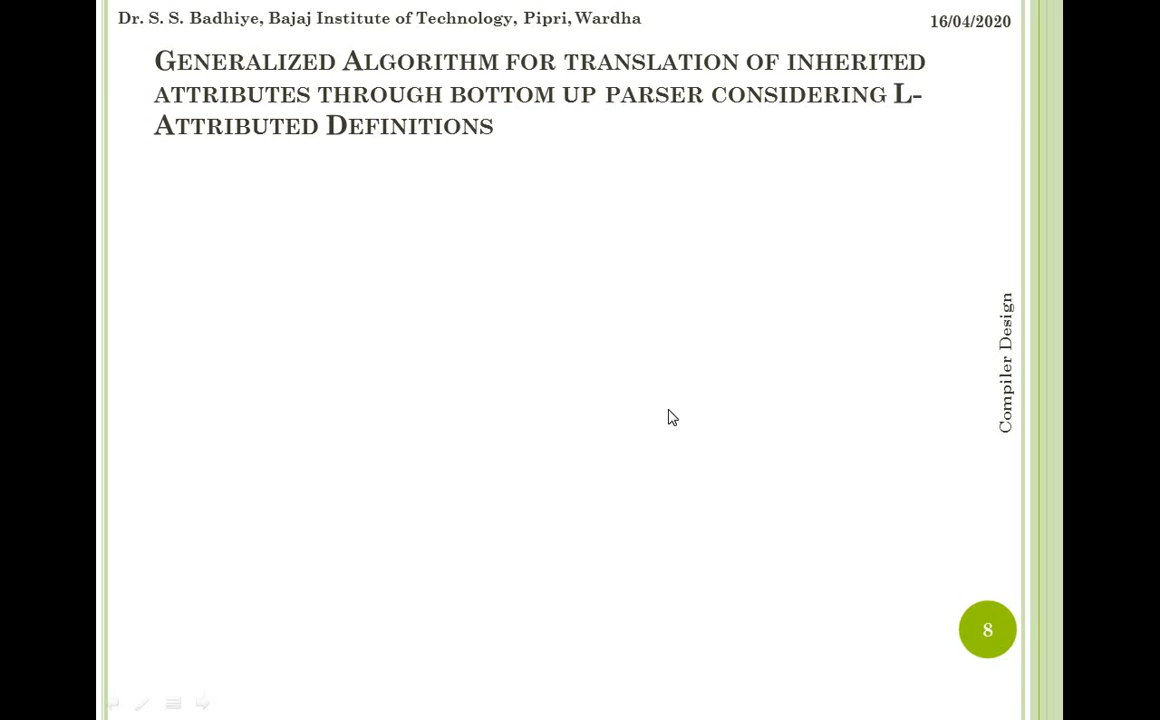 Dr. S. S. Badhiye, Bajaj Institute of Technology, Pipri, Wardha
16/04/2020
GENERALIZED ALGORITHM FOR TRANSLATION OF INHERITED
ATTRIBUTES THROUGH BOTTOM UP PARSER CONSIDERING L-
ATTRIBUTED DEFINITIONS
Compiler Design
8